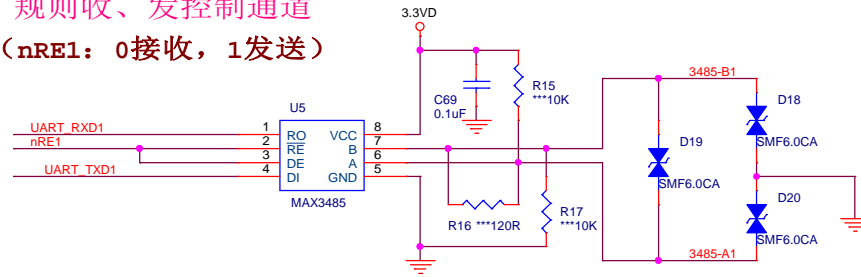 规则收、发控制通道
（nRE1：0接收，1发送）
3.3VD
C69
0.1uF
R15
***10K
U5
UART_RXD1
nRE1
UART_TXD1
1
2
3
4
RO
RE
DE
DI
VCC
B
A
GND
8
7
6
5
MAX3485
R16 ***120R
R17
***10K
3485-B1
D18
SMF6.0CA
D19
SMF6.0CA
D20
SMF6.0CA
3485-A1